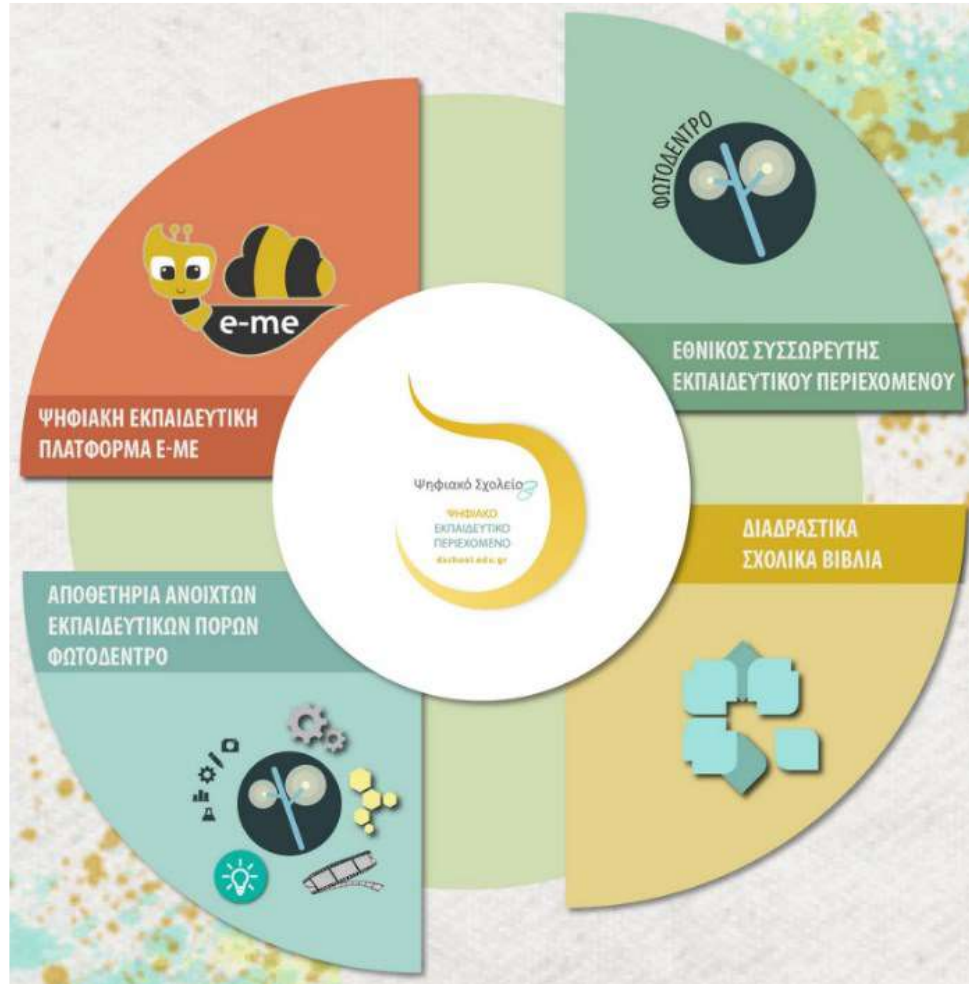 e-me
ΨΗΦΙΑΚΗ ΕΚΠΑΙΔΕΥΤΙΚΗ
ΠΛΑΤΦΟΡΜΑ E-ME
ΦΩΤΟΔΕΝΤΡΟ
ΕΘΝΙΚΟΣ ΣΥΣΣΩΡΕΥΤΗΣ
ΕΚΠΑΙΔΕΥΤΙΚΟΥ ΠΕΡΙΕΧΟΜΕΝΟΥ
Ψηφιακό Σχολείο
ΨΗΦΙΑΚΟ
ΕΚΠΑΙΔΕΥΤΙΚΟ
ΠΕΡΙΕΧΟΜΕΝΟ
dschool.edu.gr
ΑΠΟΘΕΤΗΡΙΑ ΑΝΟΙΧΤΩΝ
ΕΚΠΑΙΔΕΥΤΙΚΩΝ ΠΟΡΩΝ
ΦΩΤΟΔΕΝΤΡΟ
ΔΙΑΔΡΑΣΤΙΚΑ
ΣΧΟΛΙΚΑ ΒΙΒΛΙΑ